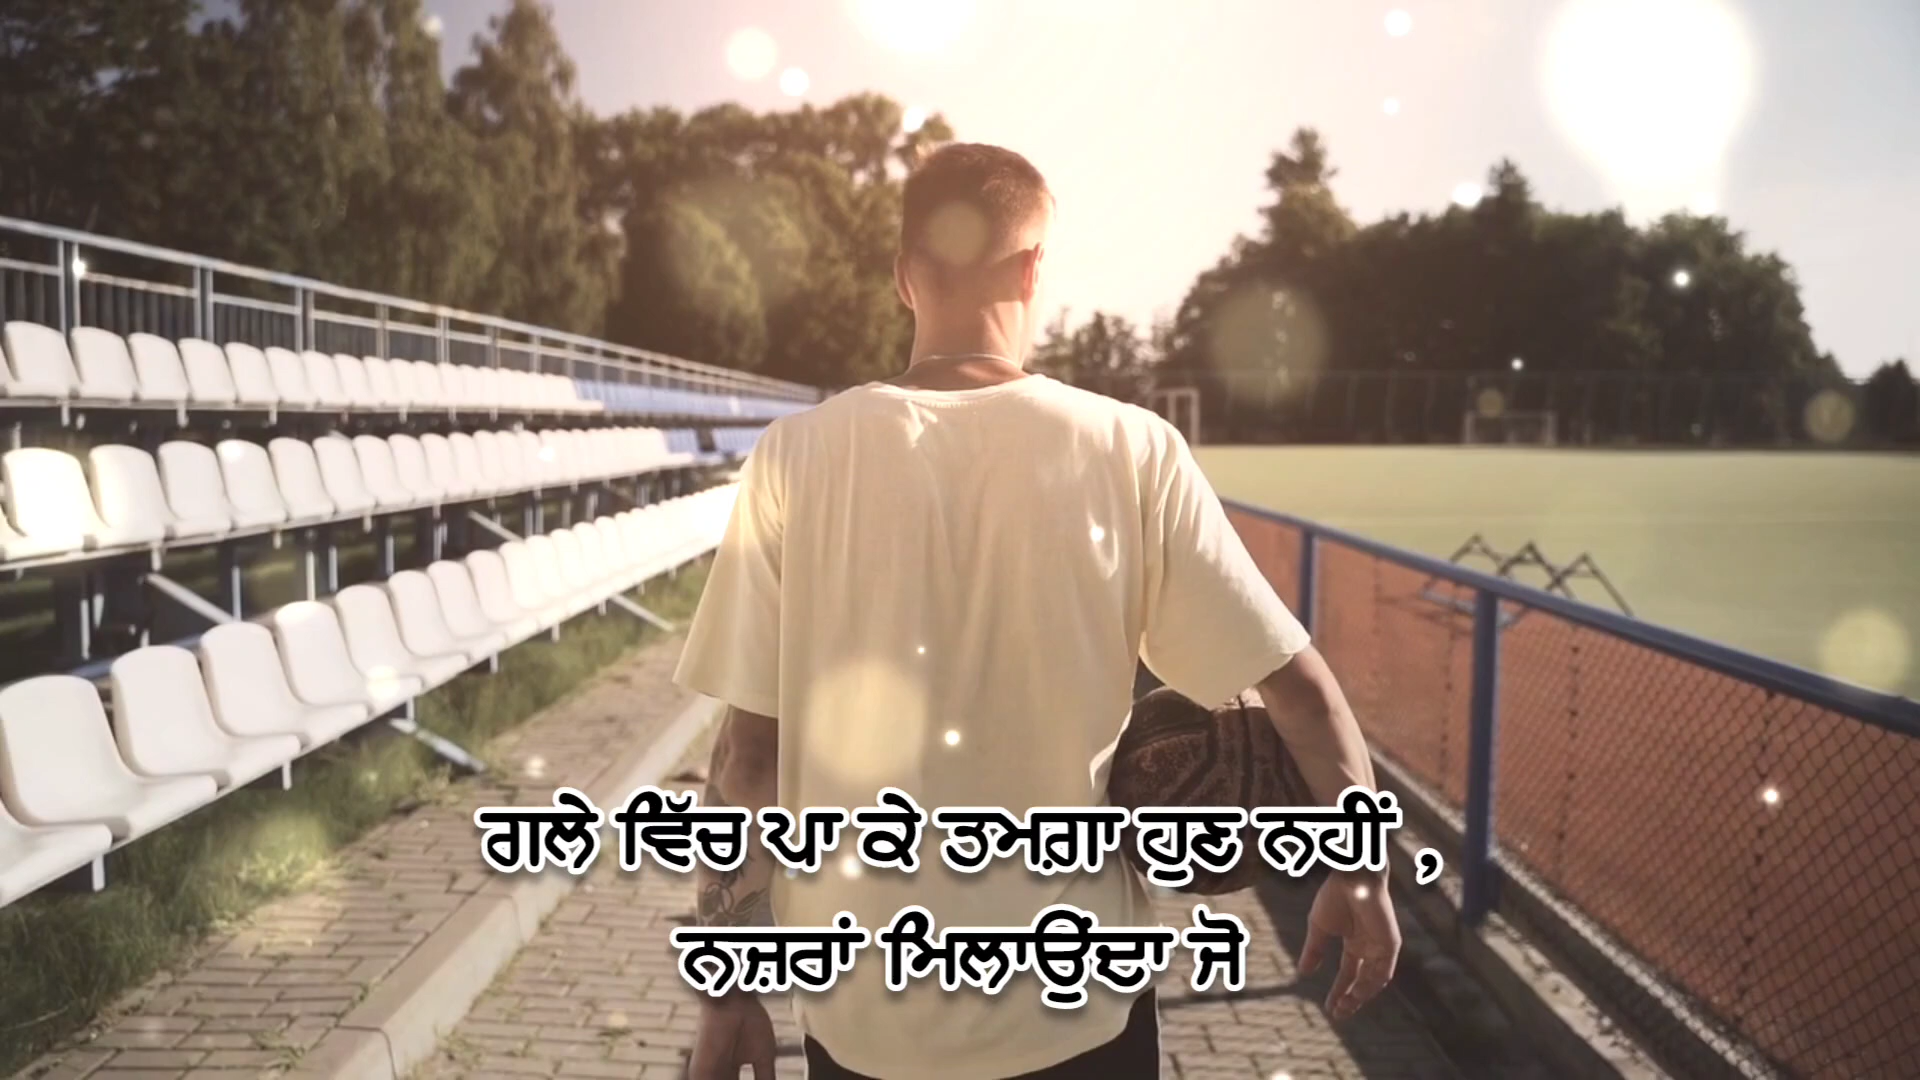 ਗਲੇ ਵਿੱਚ ਪਾ ਕੇ ਤਮਗ਼ਾ ਹੁਣ ਨਹੀਂ ,
ਨਜ਼ਰਾਂ ਮਿਲਾਉਂਦਾ ਜੋ